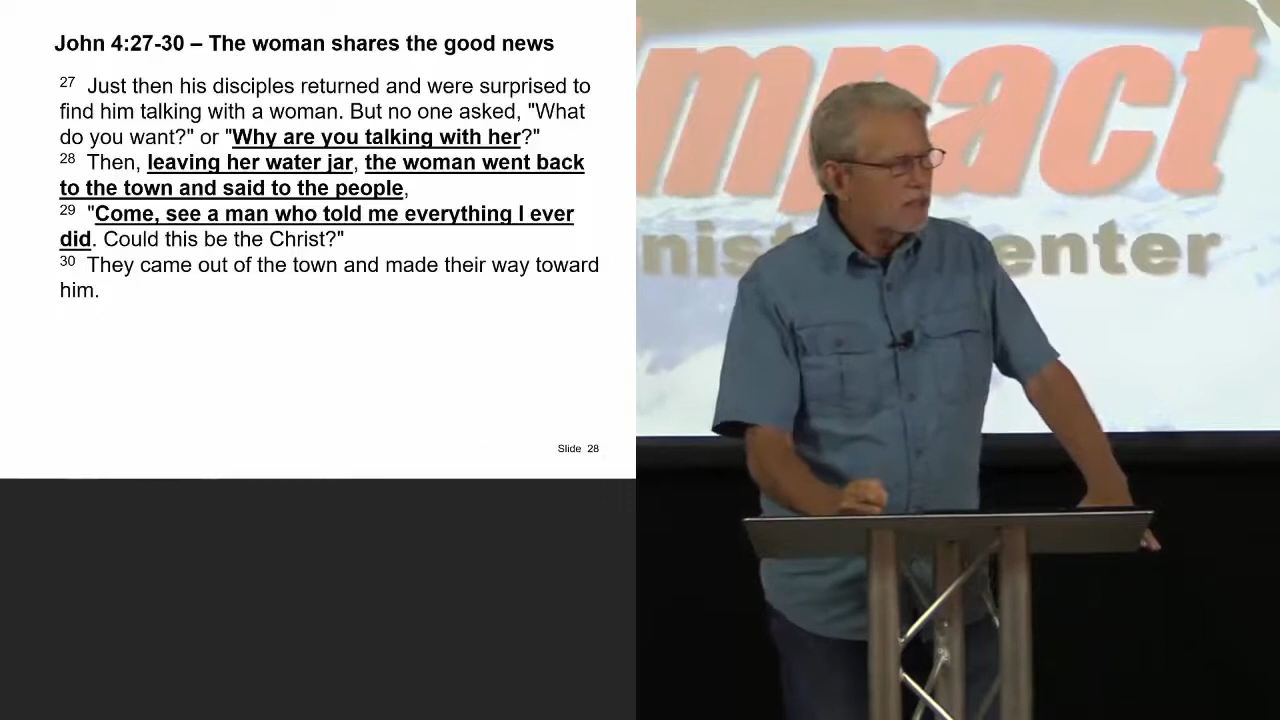 John 4:27-30 – The woman shares the good news
27 Just then his disciples returned and were surprised to
find him talking with a woman. But no one asked, "What
do you want?" or "Why are you talking with her?"
28 Then, leaving her water jar, the woman went back
to the town and said to the people,
29 "Come, see a man who told me everything I ever
did. Could this be the Christ?"
30 They came out of the town and made their way toward
him.
Slide 28
mpact